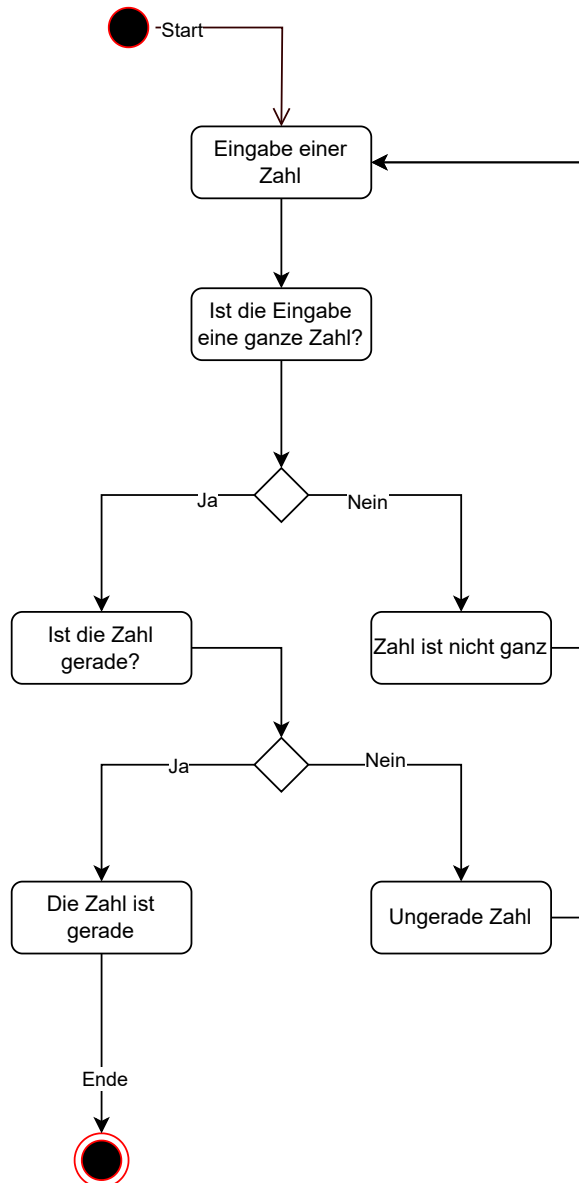 Start
Eingabe einer
Zahl
Ist die Eingabe
eine ganze Zahl?
Ja
Nein
Ist die Zahl
gerade?
Zahl ist nicht ganz
Ja
Nein
Die Zahl ist
gerade
Ungerade Zahl
Ende